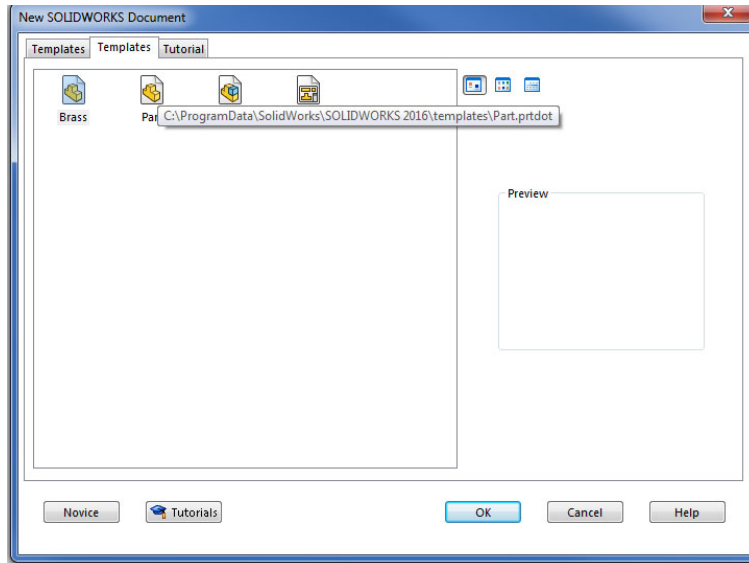 New SOLIDWORKS Document
Templates Templates Tutorial
Brass
C:\ProgramData\SolidWorks\SOLIDWORKS 2016\templates\Part.prtdot
Preview
Novice Tutorials OK Cancel Help